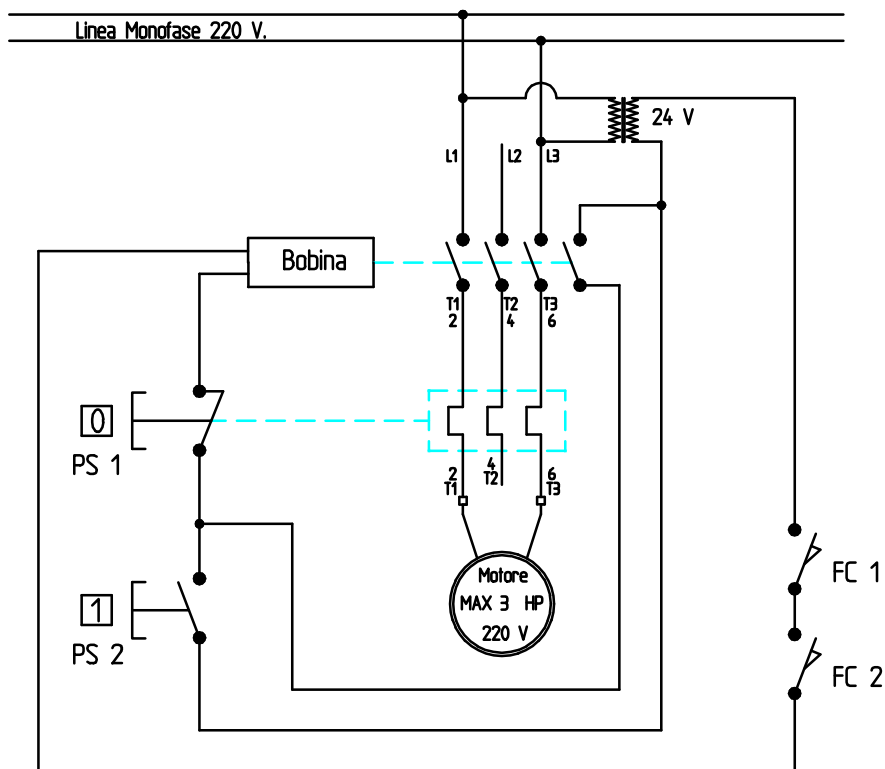 Linea Monofase 220 V.
24 V
L1 L2 L3
Bobina
T1 T2 T3
2 4 6
0
PS 1
2 4 6
T1 T2 T3
Motore
MAX 3 HP
220 V
1
PS 2
FC 1
FC 2